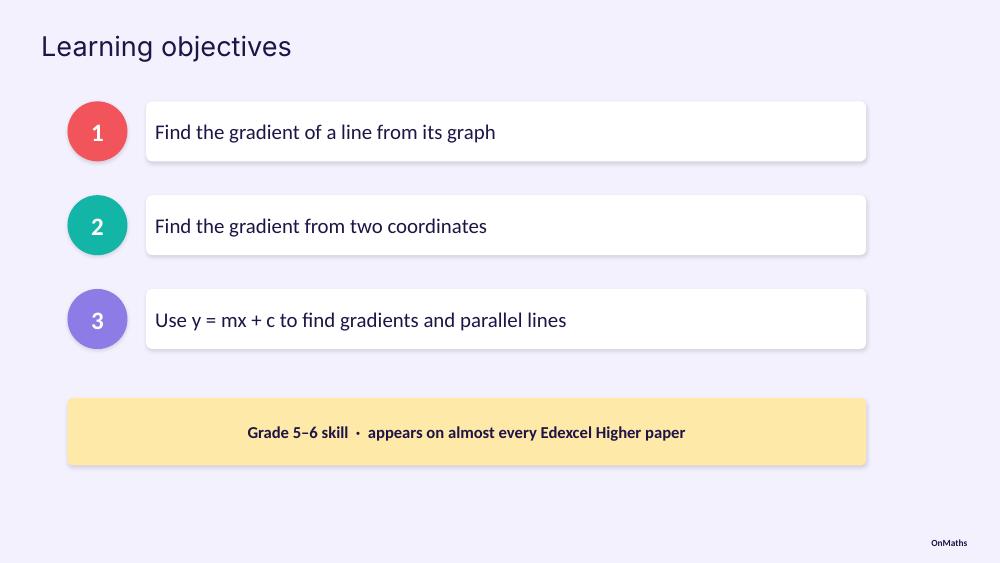 Learning objectives
1
Find the gradient of a line from its graph
2
Find the gradient from two coordinates
3
Use y = mx + c to find gradients and parallel lines
Grade 5–6 skill · appears on almost every Edexcel Higher paper
OnMaths